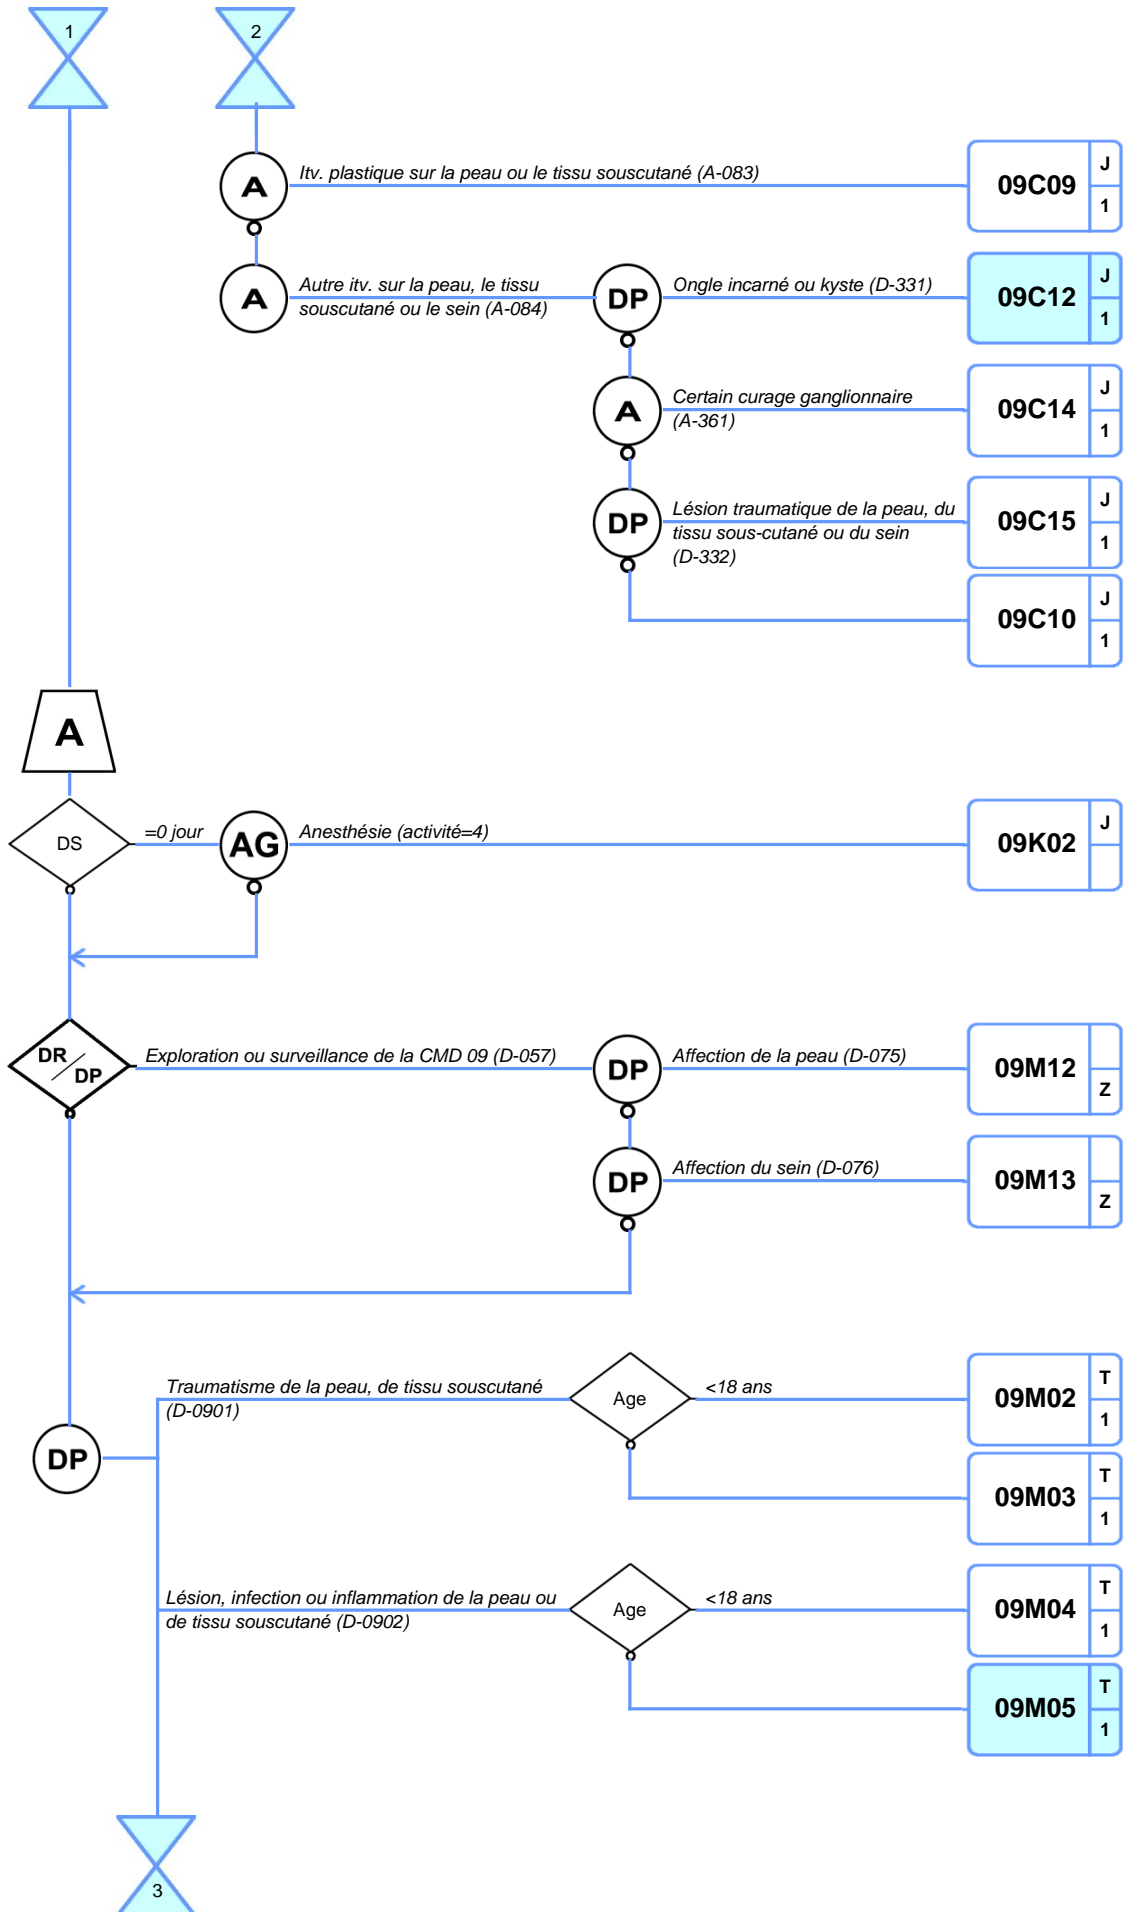 1
2
A
Itv. plastique sur la peau ou le tissu souscutané (A-083)
09C09
J
1
A
Autre itv. sur la peau, le tissu
souscutané ou le sein (A-084)
DP
Ongle incarné ou kyste (D-331)
09C12
J
1
A
Certain curage ganglionnaire
(A-361)
09C14
J
1
DP
Lésion traumatique de la peau, du
tissu sous-cutané ou du sein
(D-332)
09C15
J
1
09C10
J
1
A
DS
=0 jour
AG
Anesthésie (activité=4)
09K02
J
DR/DP
Exploration ou surveillance de la CMD 09 (D-057)
DP
Affection de la peau (D-075)
09M12
Z
DP
Affection du sein (D-076)
09M13
Z
DP
Traumatisme de la peau, de tissu souscutané
(D-0901)
Age
<18 ans
09M02
T
1
09M03
T
1
Lésion, infection ou inflammation de la peau ou
de tissu souscutané (D-0902)
Age
<18 ans
09M04
T
1
09M05
T
1
3